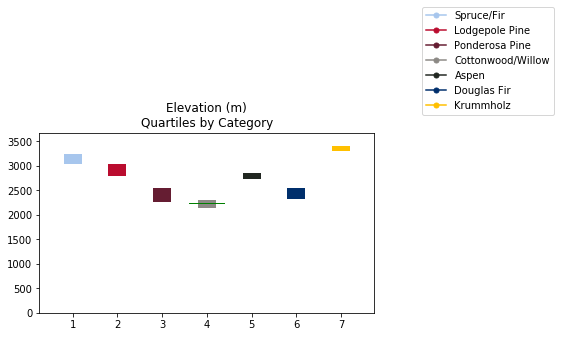 Spruce/Fir
Lodgepole Pine
Ponderosa Pine
Cottonwood/Willow
Aspen
Douglas Fir
Krummholz
Elevation (m)
Quartiles by Category
3500
3000
2500
2000
1500
1000
500
0
1 2 3 4 5 6 7